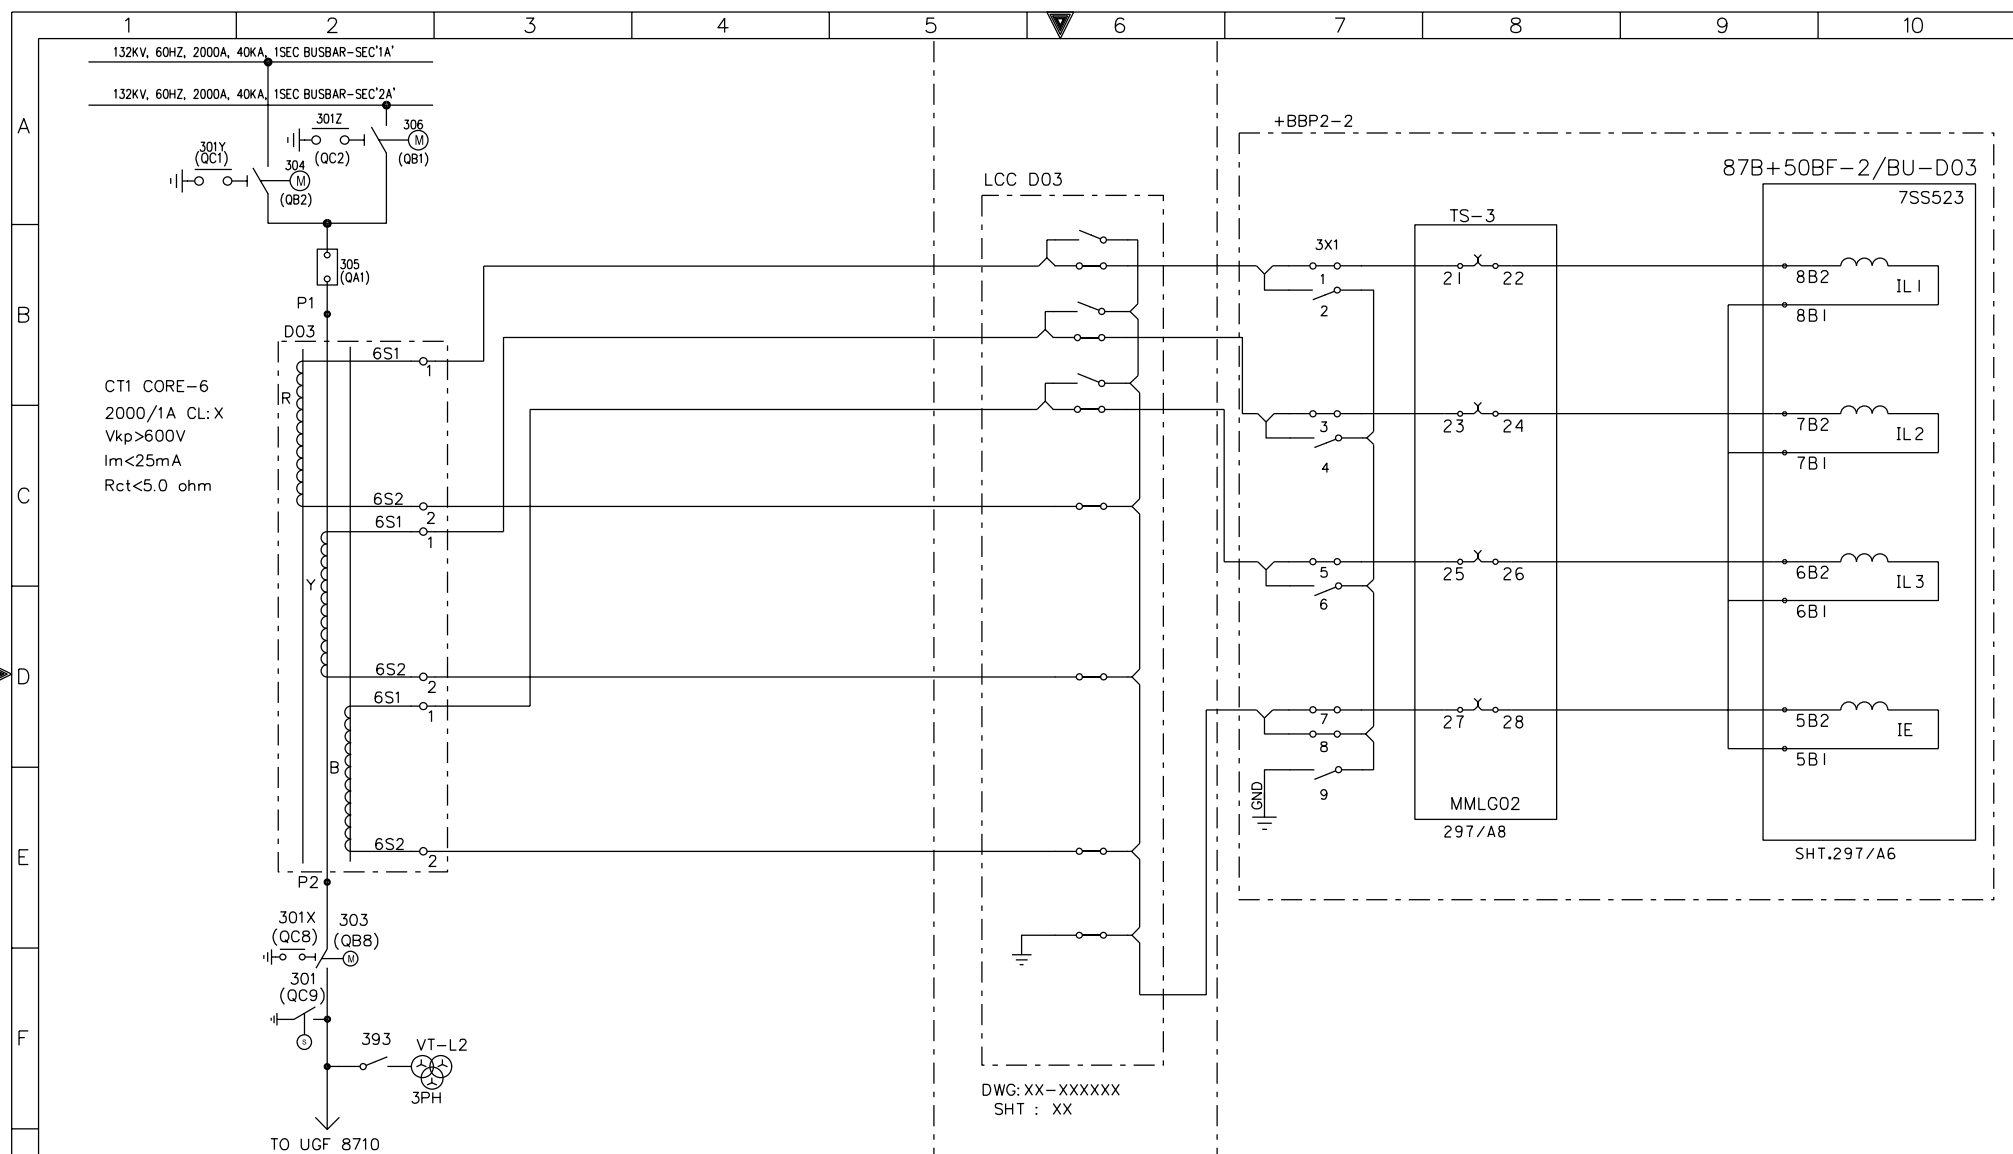 1 2 3 4 5 6 7 8 9 10
132KV, 60HZ, 2000A, 40KA, 1SEC BUSBAR-SEC'1A'
132KV, 60HZ, 2000A, 40KA, 1SEC BUSBAR-SEC'2A'
A
301Z
(QC2)
306
M
(QB1)
301Y
(QC1)
304
M
(QB2)
305
(QA1)
B
P1
D03
CT1 CORE-6
2000/1A CL:X
Vkp>600V
Im<25mA
Rct<5.0 ohm
R
6S1
1
6S2
2
C
Y
6S1
1
6S2
2
D
B
6S1
1
6S2
2
E
P2
301X
(QC8)
303
(QB8)
M
301
(QC9)
S
F
393
VT-L2
3PH
TO UGF 8710
LCC D03
DWG:XX-XXXXXX
SHT : XX
+BBP2-2
3X1
1
2
3
4
5
6
7
8
9
GND
TS-3
21 22
23 24
25 26
27 28
MMLG02
297/A8
87B+50BF-2/BU-D03
7SS523
8B2
IL1
8B1
7B2
IL2
7B1
6B2
IL3
6B1
5B2
IE
5B1
SHT.297/A6